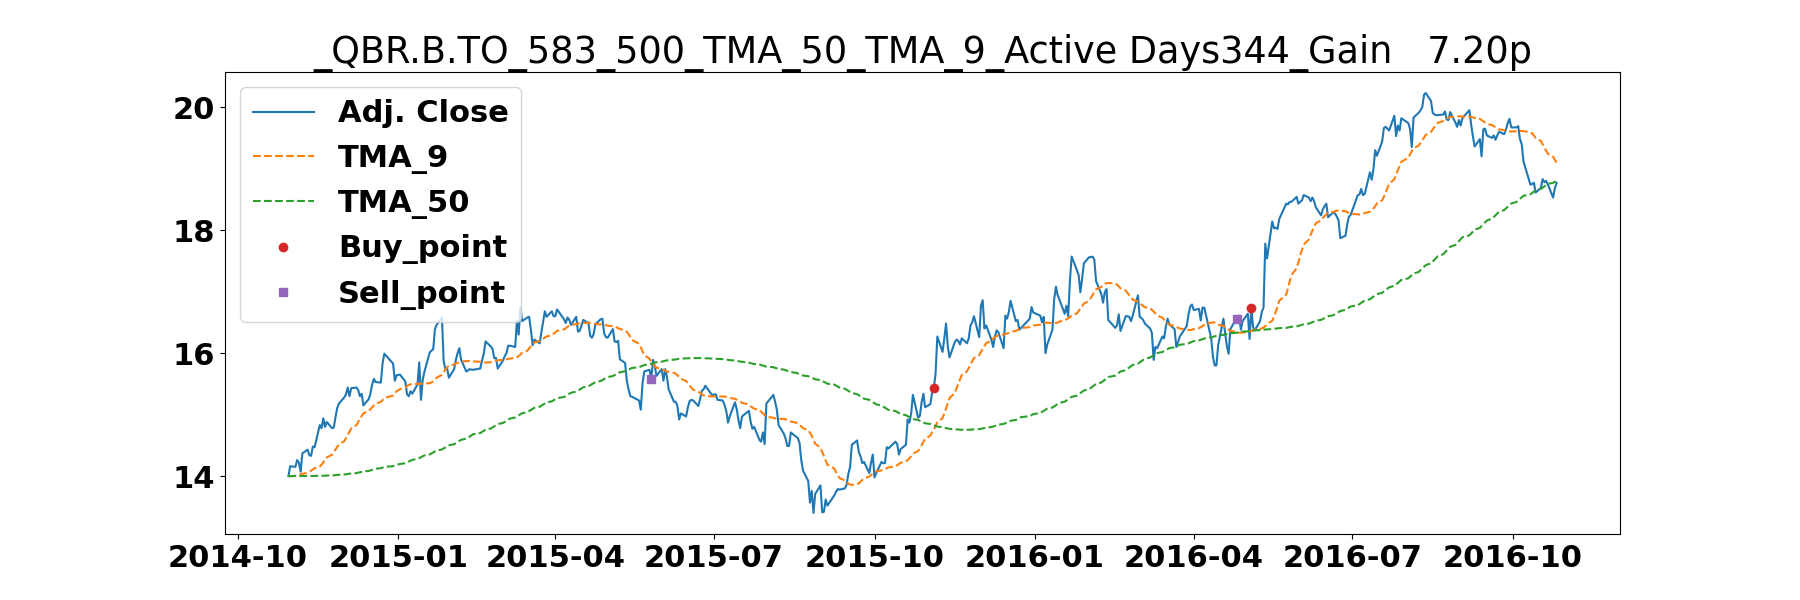 _QBR.B.TO_583_500_TMA_50_TMA_9_Active Days344_Gain   7.20p
20
18
16
14
Adj. Close
TMA_9
TMA_50
Buy_point
Sell_point
2014-10 2015-01 2015-04 2015-07 2015-10 2016-01 2016-04 2016-07 2016-10